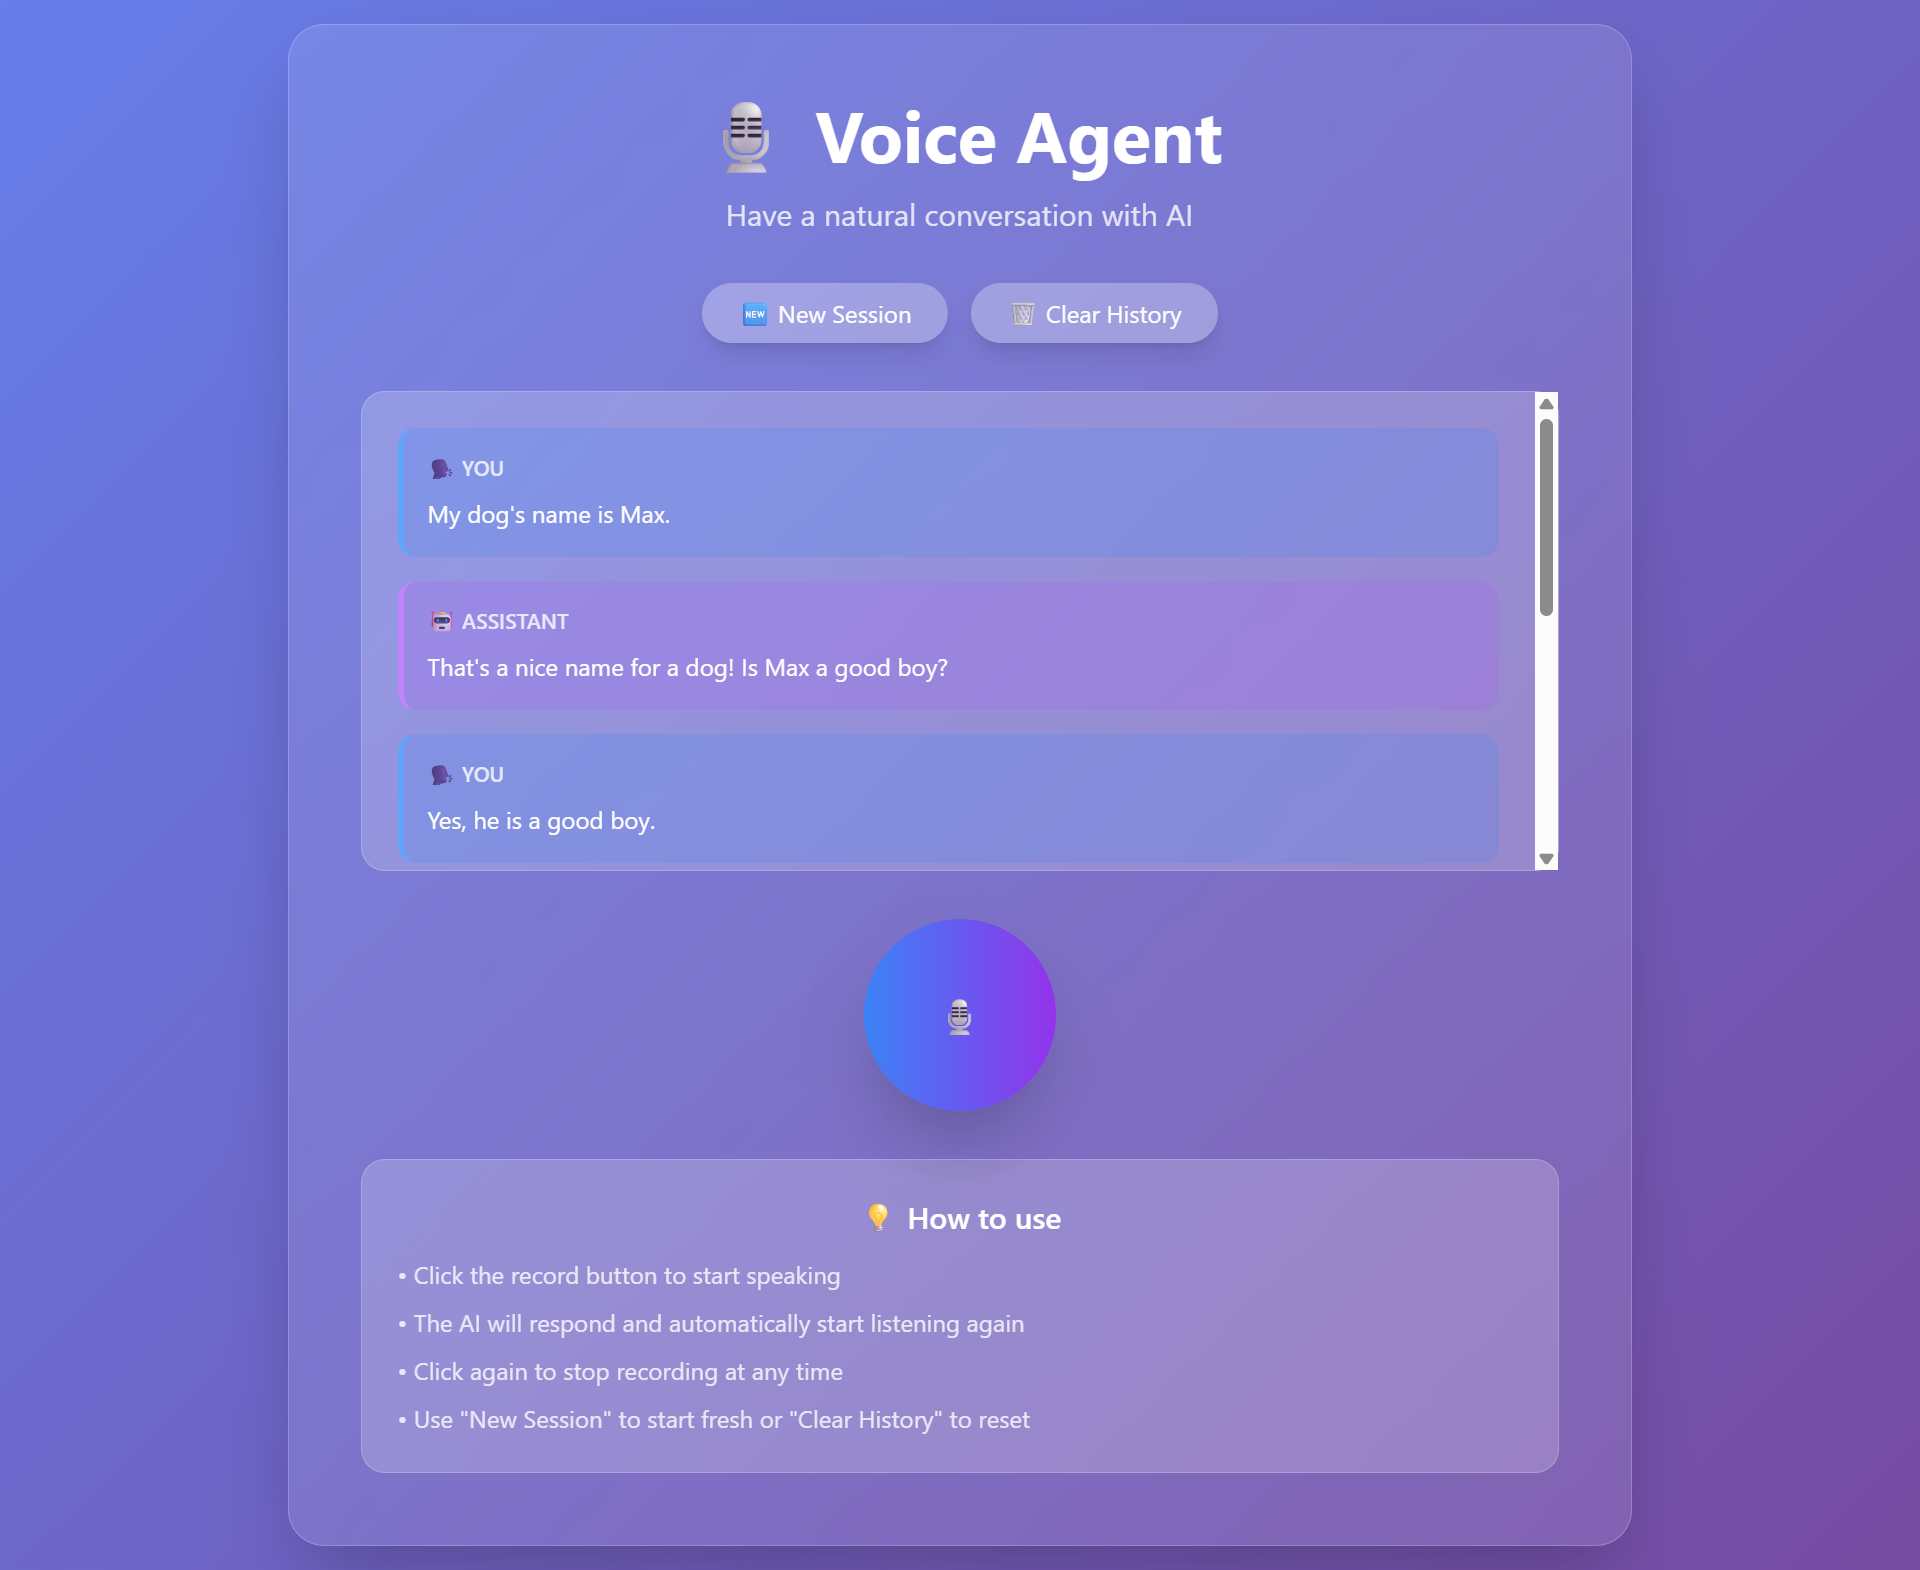 Voice Agent
Have a natural conversation with AI
NEW New Session
Clear History
YOU
My dog's name is Max.
ASSISTANT
That's a nice name for a dog! Is Max a good boy?
YOU
Yes, he is a good boy.
How to use
• Click the record button to start speaking
• The AI will respond and automatically start listening again
• Click again to stop recording at any time
• Use "New Session" to start fresh or "Clear History" to reset